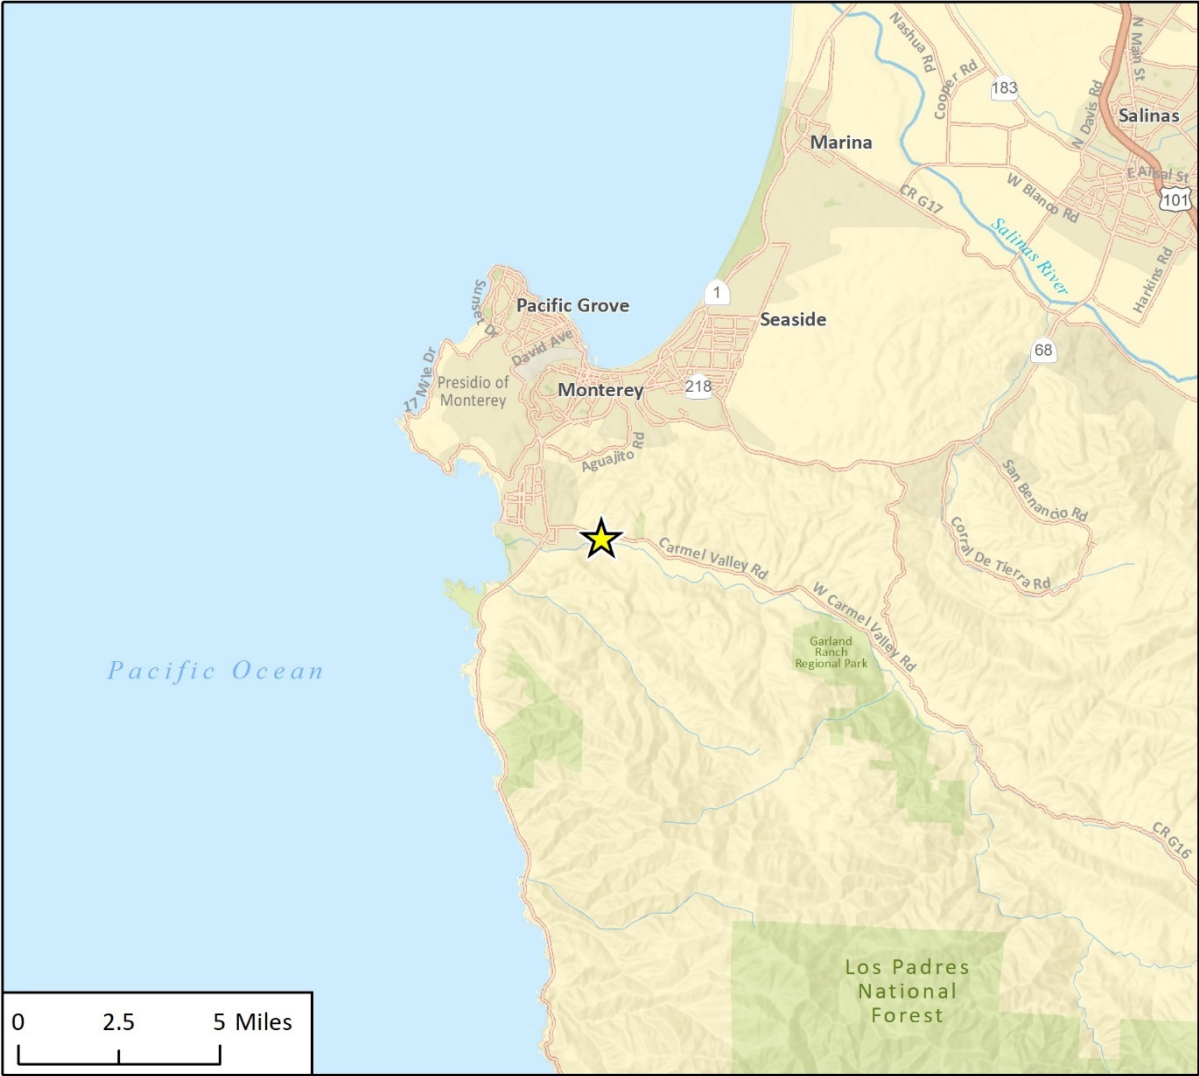 Nashua Rd
Cooper Rd
183
N Main St
N Davis Rd
Salinas
Marina
E Alisal St
101
CR G17
W Blanco Rd
Salinas River
Harkins Rd
Sunset Dr
Pacific Grove
1
Seaside
David Ave
17 Mile Dr
Presidio of
Monterey
Monterey
218
68
Aguajito Rd
San Benancio Rd
Corral De Tierra Rd
Carmel Valley Rd
W Carmel Valley Rd
Garland
Ranch
Regional Park
Pacific Ocean
CR G16
Los Padres
National
Forest
0 2.5 5 Miles